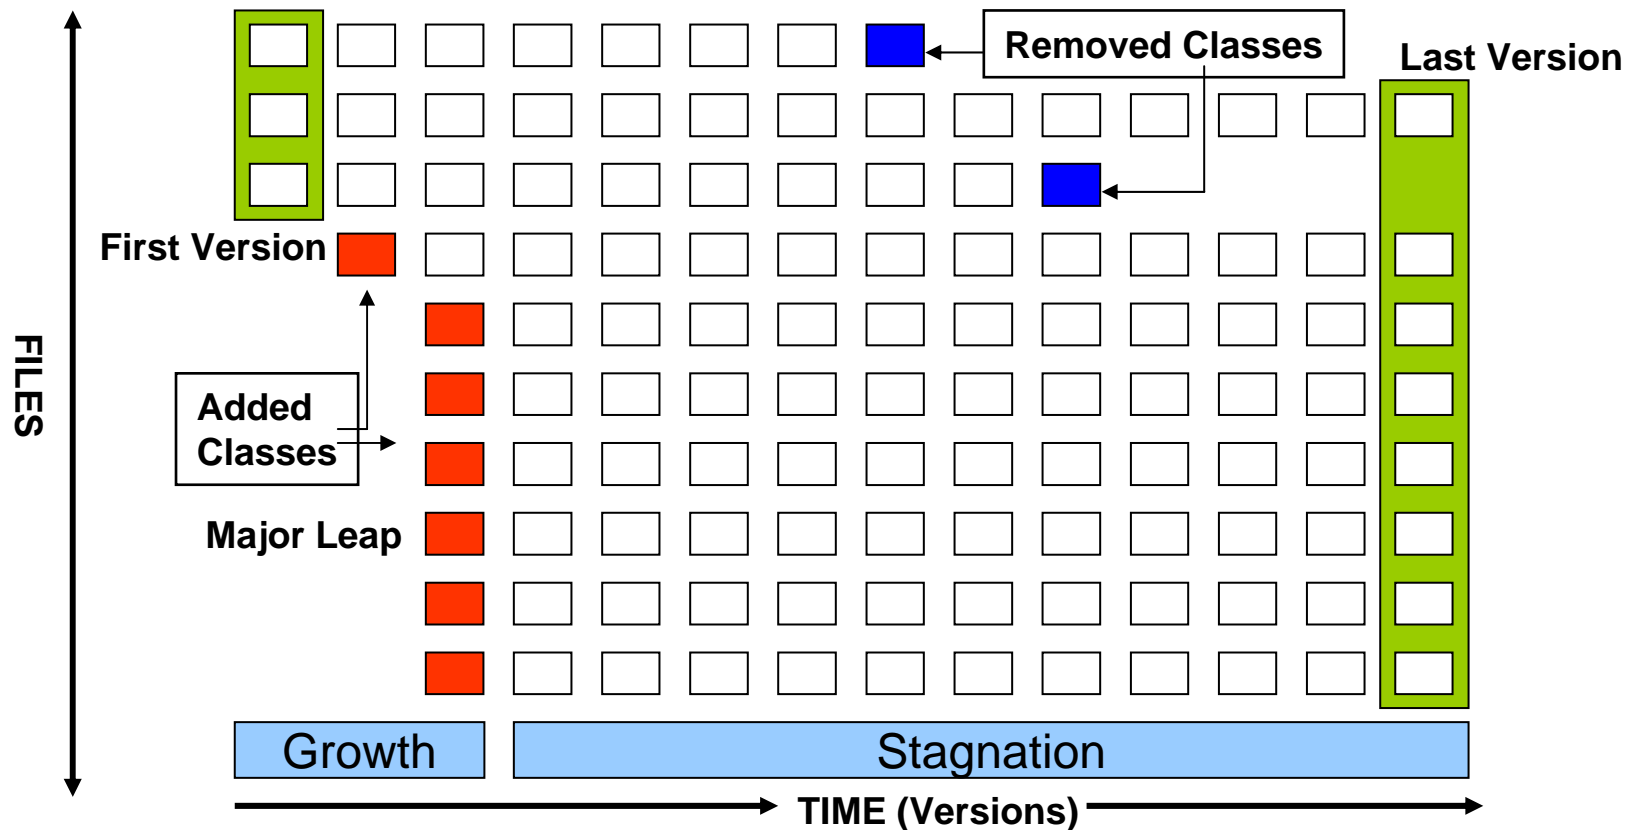 Removed Classes
Last Version
First Version
FILES
Added
Classes
Major Leap
Growth
Stagnation
TIME (Versions)